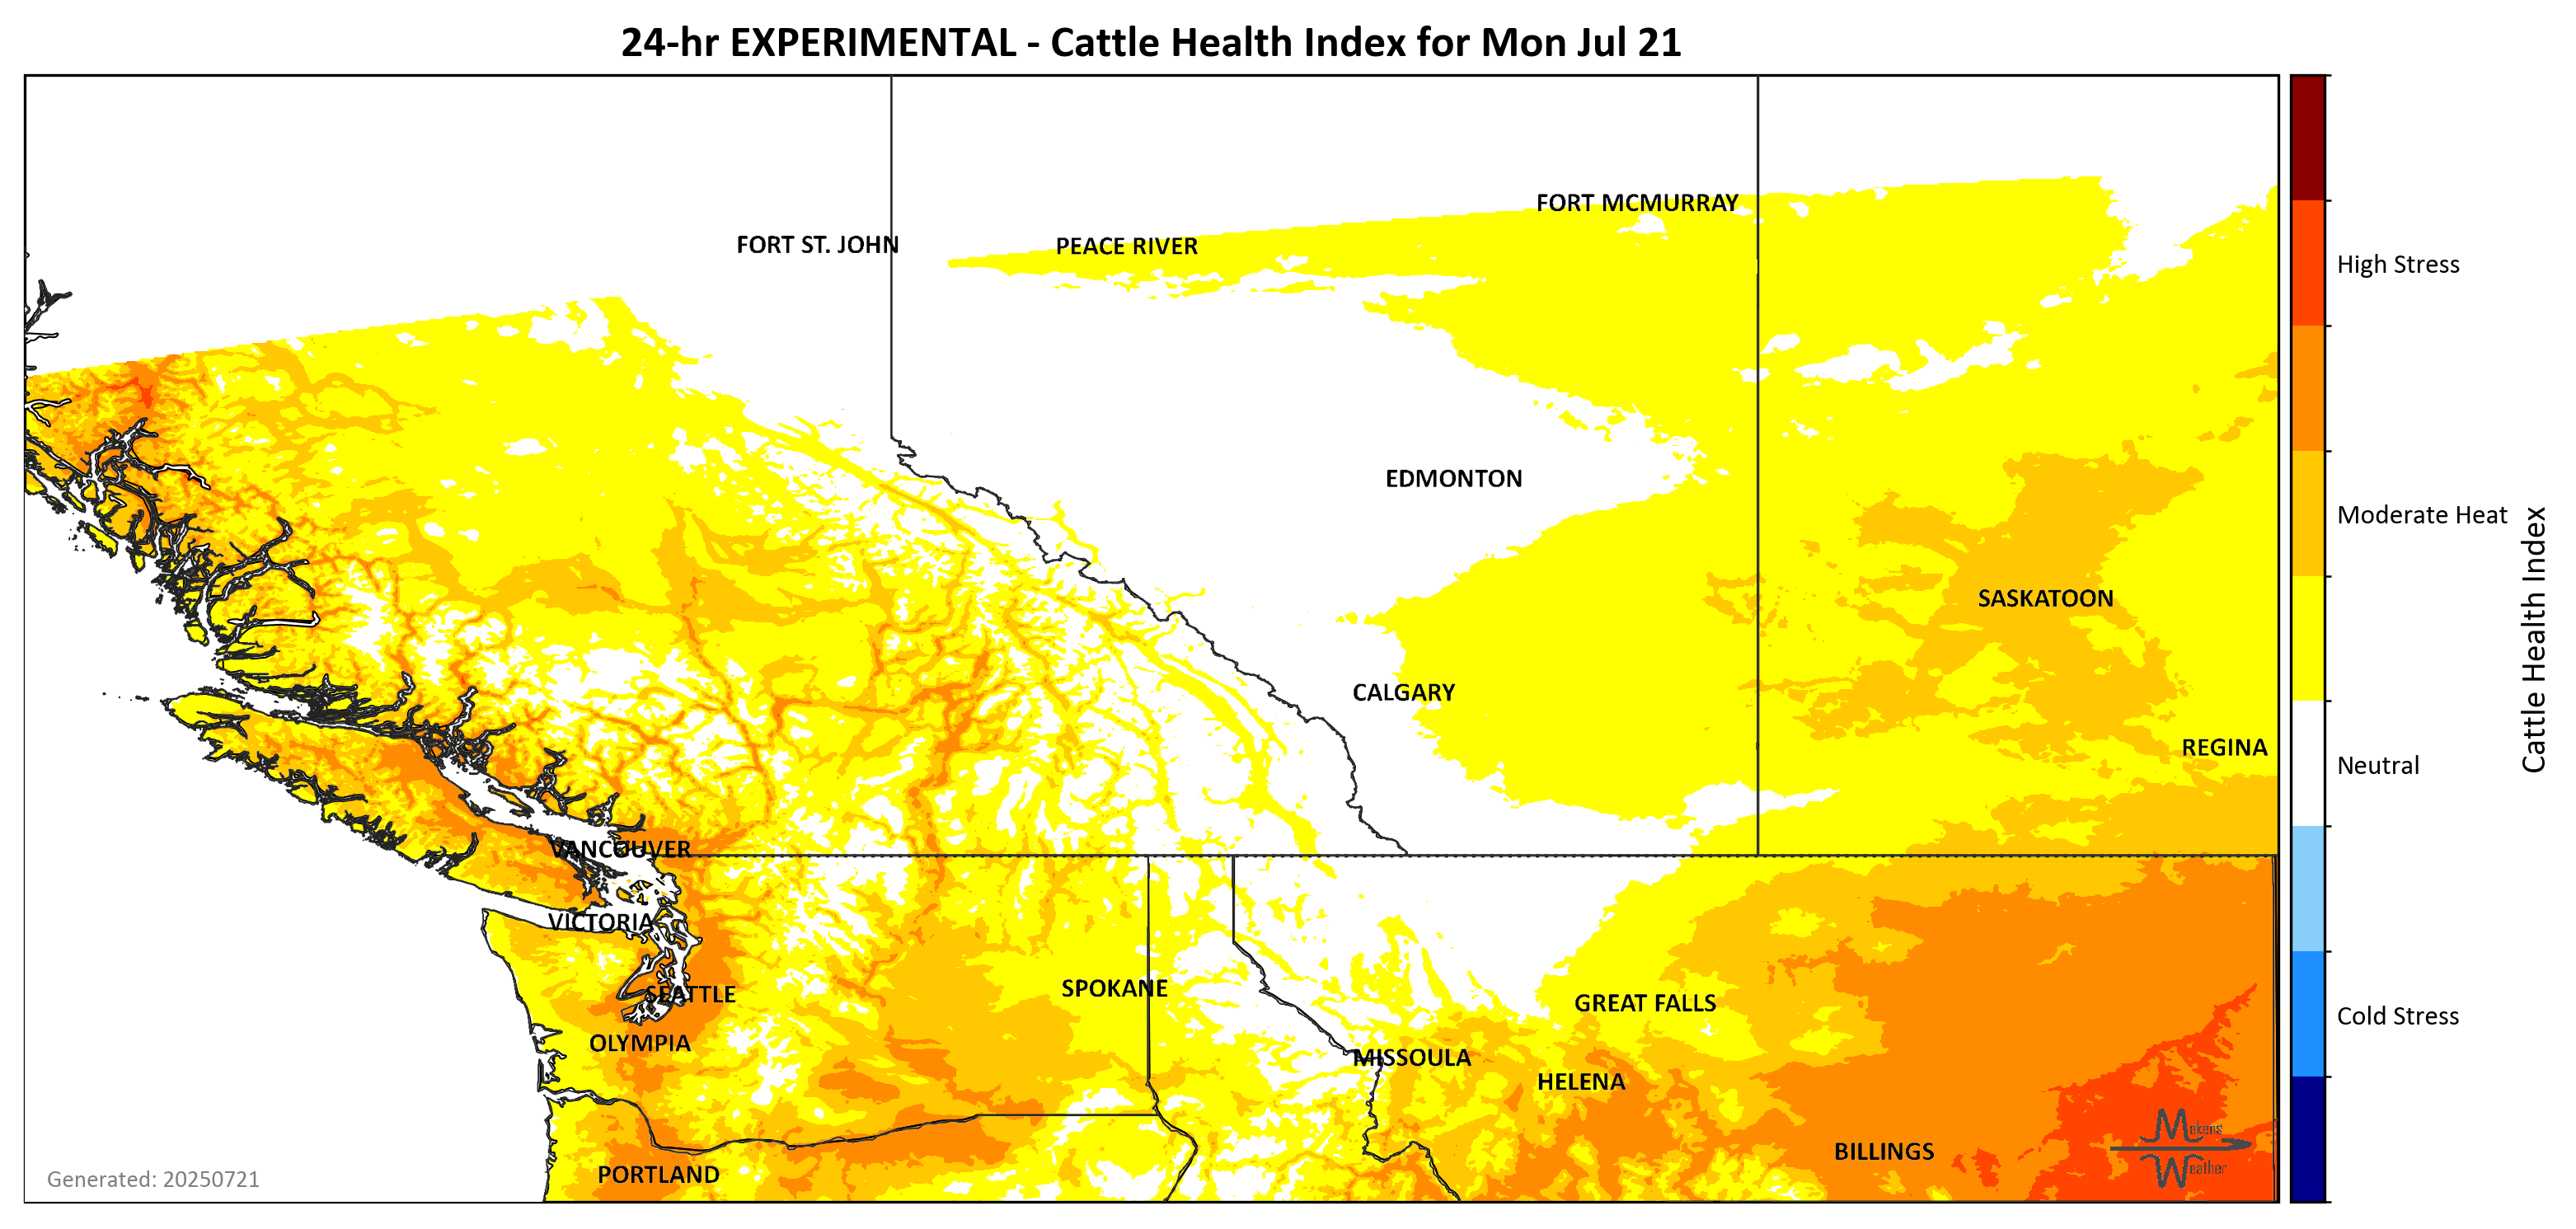 24-hr EXPERIMENTAL - Cattle Health Index for Mon Jul 21
FORT MCMURRAY
FORT ST. JOHN
PEACE RIVER
High Stress
EDMONTON
Moderate Heat
SASKATOON
Cattle Health Index
CALGARY
REGINA
Neutral
VANCOUVER
VICTORIA
SPOKANE
SEATTLE
GREAT FALLS
Cold Stress
OLYMPIA
MISSOULA
HELENA
Makens
BILLINGS
Weather
PORTLAND
Generated: 20250721